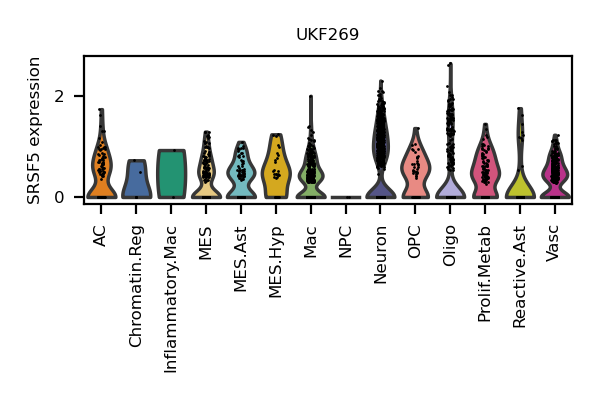 UKF269
SRSF5 expression
2
0
AC
Chromatin.Reg
Inflammatory.Mac
MES
MES.Ast
MES.Hyp
Mac
NPC
Neuron
OPC
Oligo
Prolif.Metab
Reactive.Ast
Vasc